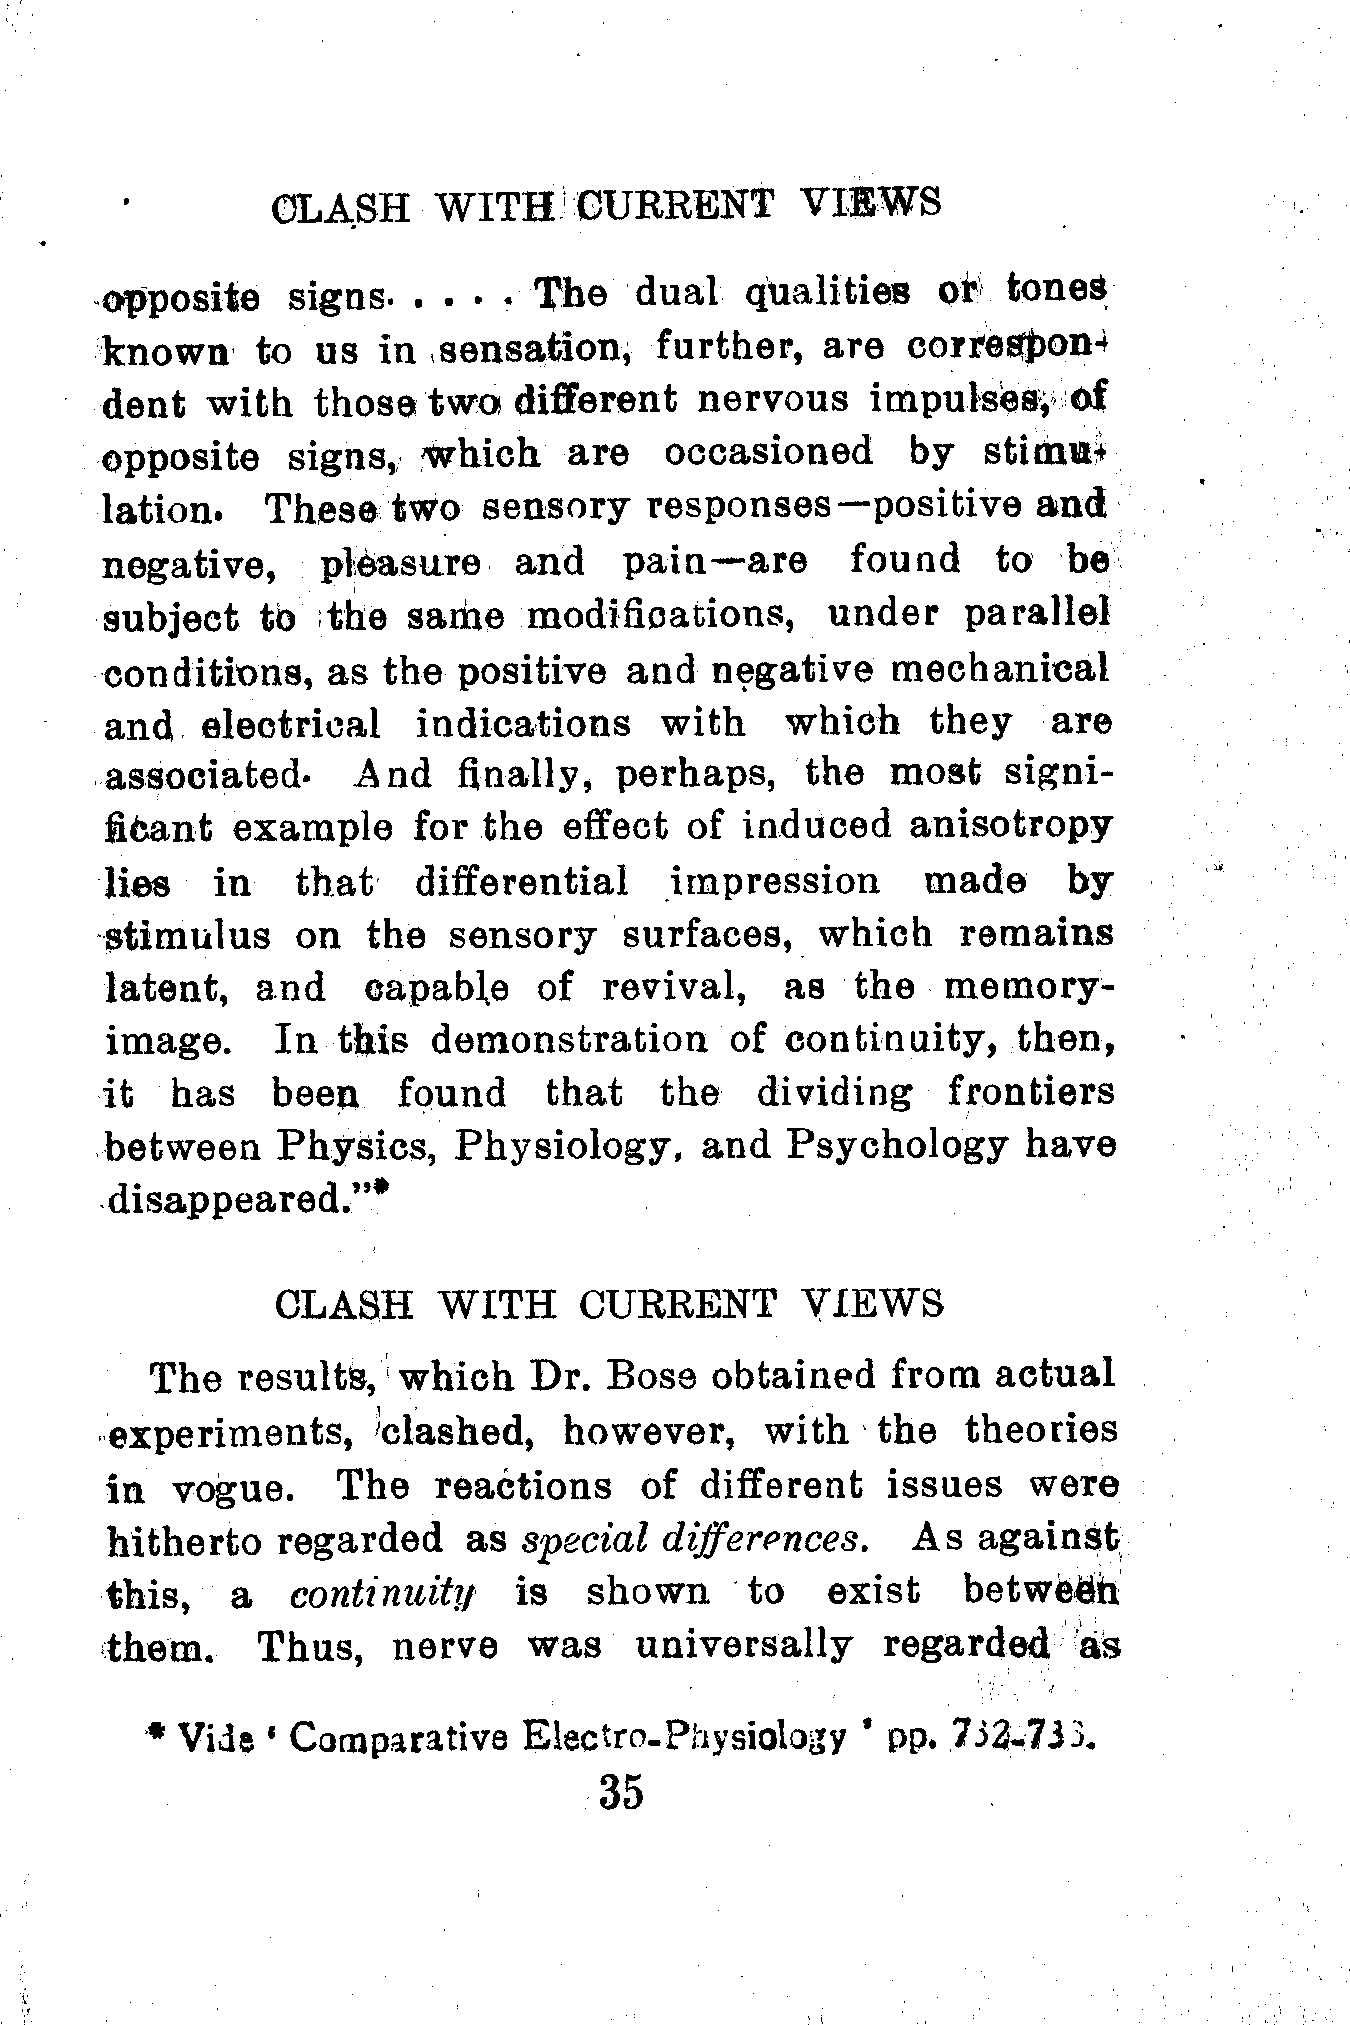 CLASH WITH CURRENT VIEWS
opposite signs. . . . . The dual qualities or tones
known to us in sensation, further, are correspon-
dent with those two different nervous impulses, of
opposite signs, which are occasioned by stimu-
lation. These two sensory responses—positive and
negative, pleasure and pain—are found to be
subject to the same modifications, under parallel
conditions, as the positive and negative mechanical
and electrical indications with which they are
associated. And finally, perhaps, the most signi-
ficant example for the effect of induced anisotropy
lies in that differential impression made by
stimulus on the sensory surfaces, which remains
latent, and capable of revival, as the memory-
image. In this demonstration of continuity, then,
it has been found that the dividing frontiers
between Physics, Physiology, and Psychology have
disappeared."*
CLASH WITH CURRENT VIEWS
The results, which Dr. Bose obtained from actual
experiments, clashed, however, with the theories
in vogue. The reactions of different issues were
hitherto regarded as special differences. As against
this, a continuity is shown to exist between
them. Thus, nerve was universally regarded as
* Vide ‘ Comparative Electro-Physiology ’ pp. 732-733.
35